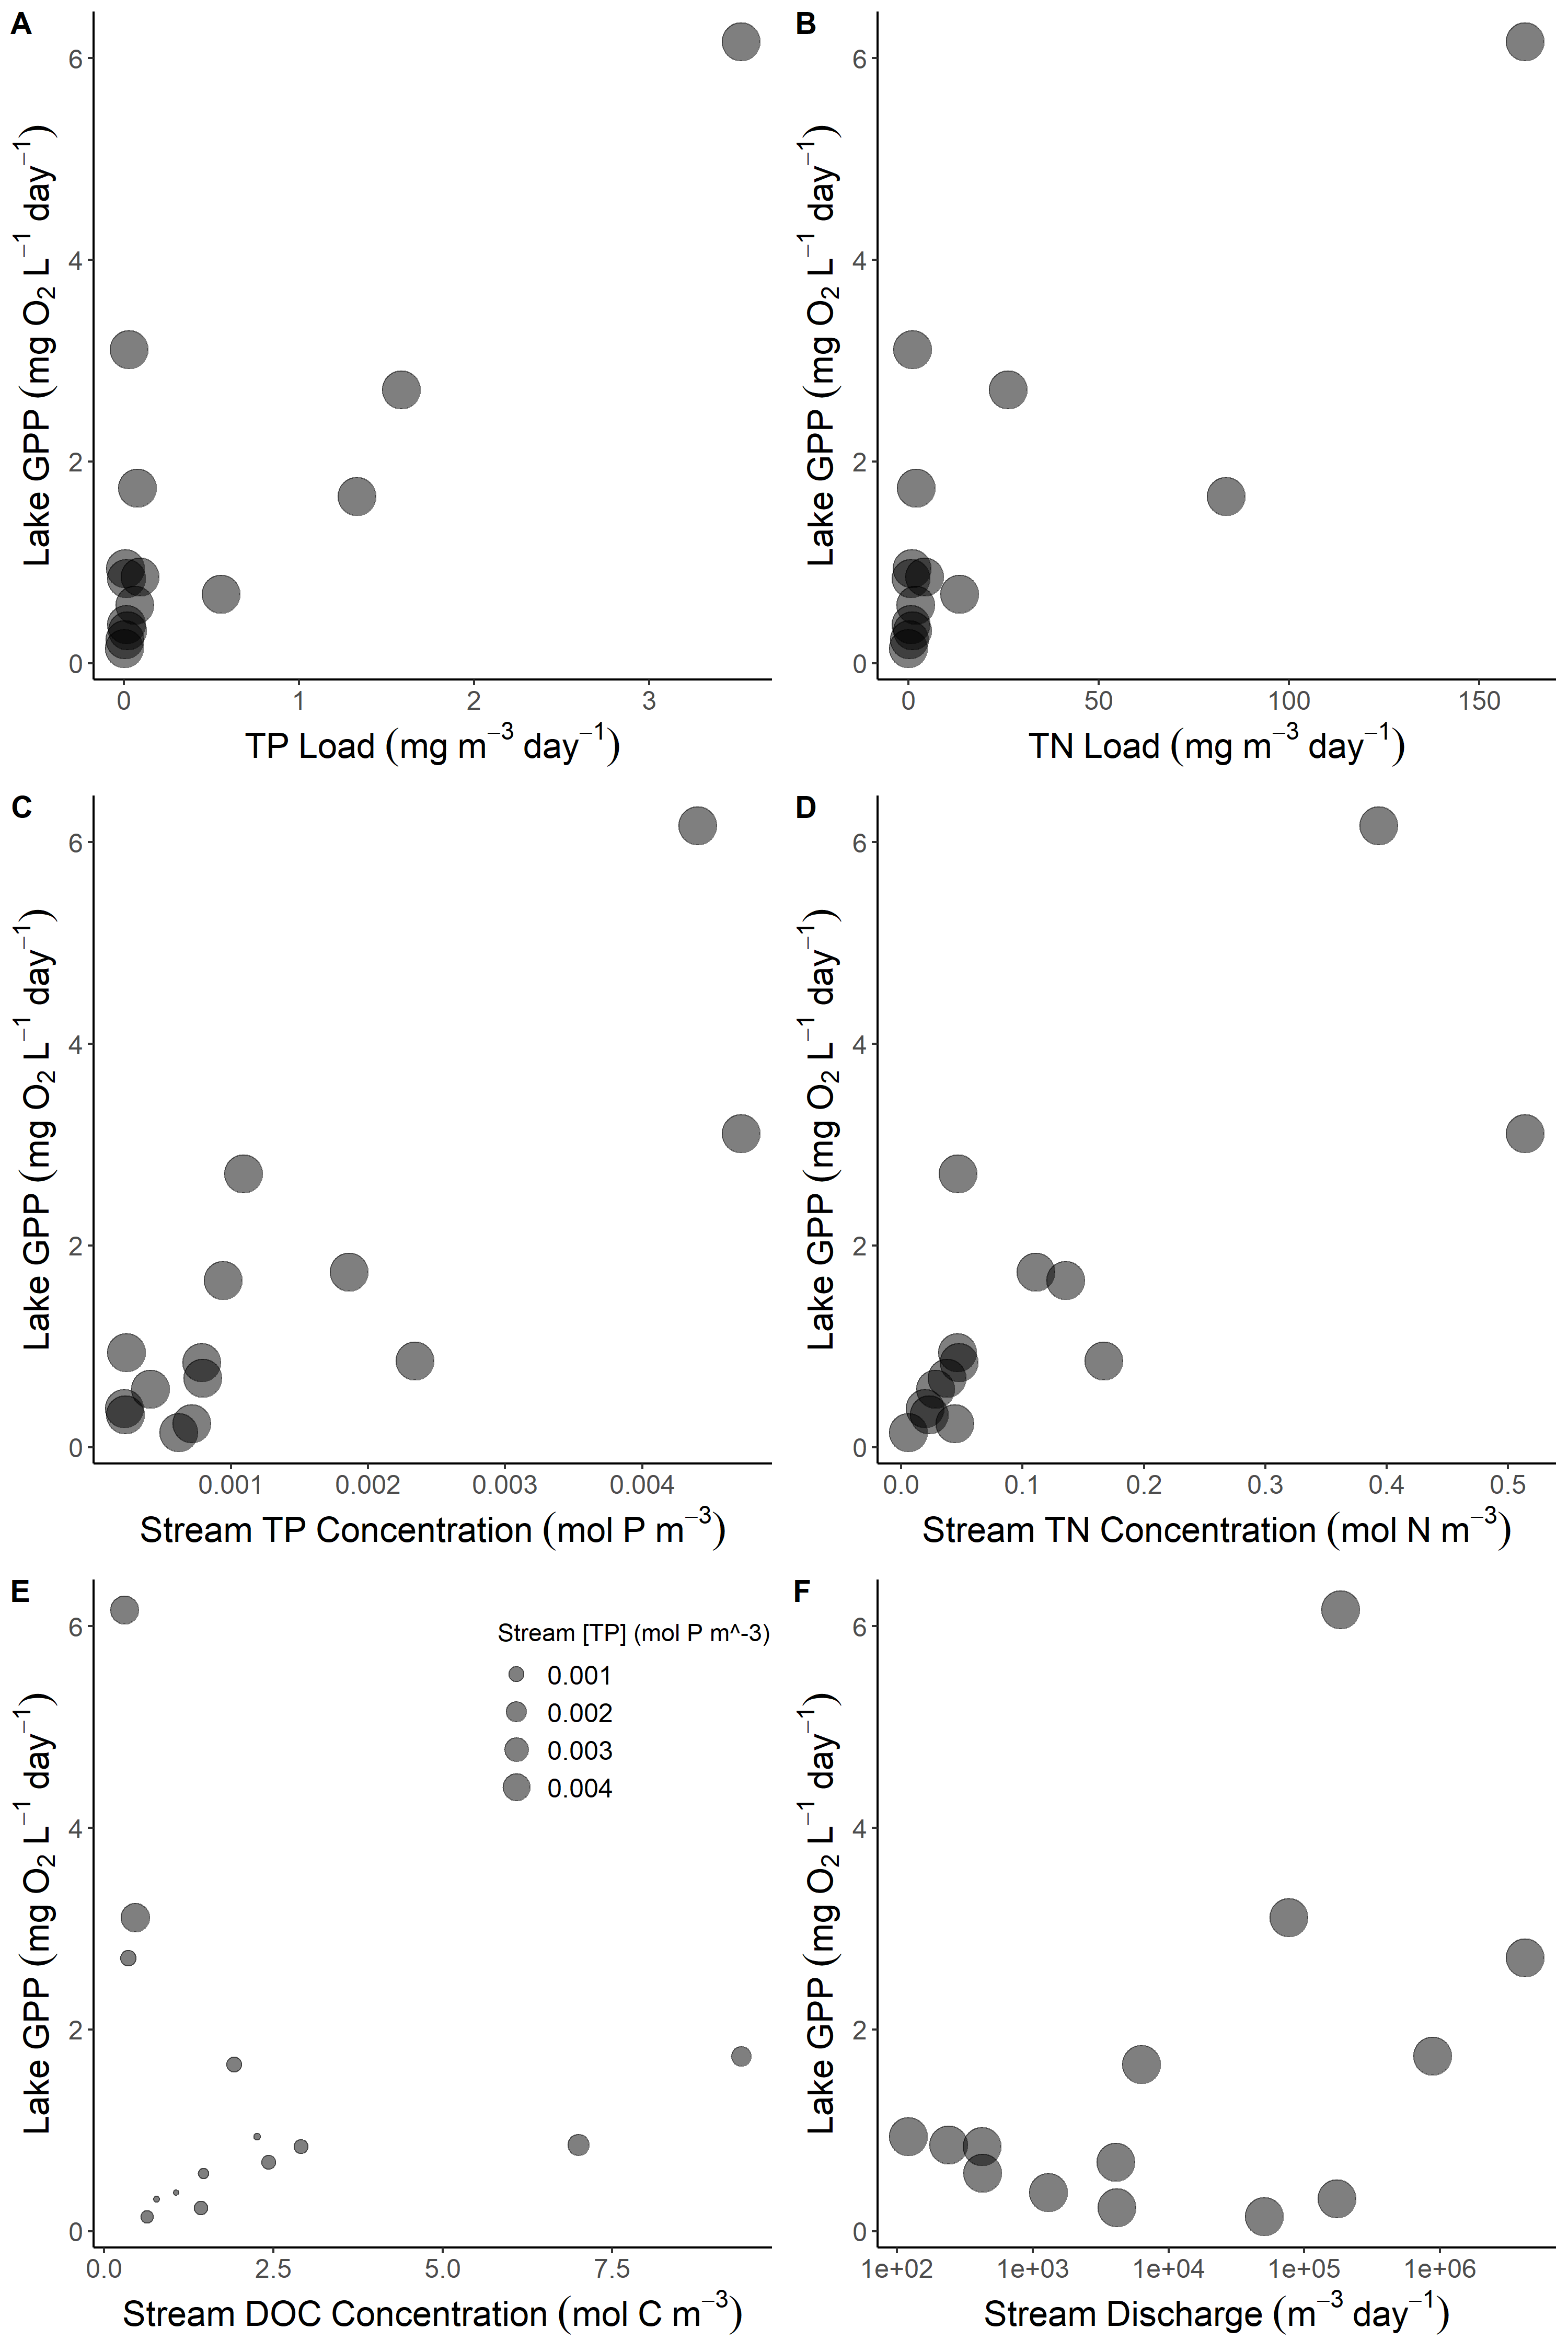 A
Lake GPP (mg O₂ L⁻¹ day⁻¹)
6
4
2
0
0 1 2 3
TP Load (mg m⁻³ day⁻¹)
B
Lake GPP (mg O₂ L⁻¹ day⁻¹)
6
4
2
0
0 50 100 150
TN Load (mg m⁻³ day⁻¹)
C
Lake GPP (mg O₂ L⁻¹ day⁻¹)
6
4
2
0
0.001 0.002 0.003 0.004
Stream TP Concentration (mol P m⁻³)
D
Lake GPP (mg O₂ L⁻¹ day⁻¹)
6
4
2
0
0.0 0.1 0.2 0.3 0.4 0.5
Stream TN Concentration (mol N m⁻³)
E
Lake GPP (mg O₂ L⁻¹ day⁻¹)
6
4
2
0
Stream [TP] (mol P m^-3)
0.001
0.002
0.003
0.004
0.0 2.5 5.0 7.5
Stream DOC Concentration (mol C m⁻³)
F
Lake GPP (mg O₂ L⁻¹ day⁻¹)
6
4
2
0
1e+02 1e+03 1e+04 1e+05 1e+06
Stream Discharge (m⁻³ day⁻¹)